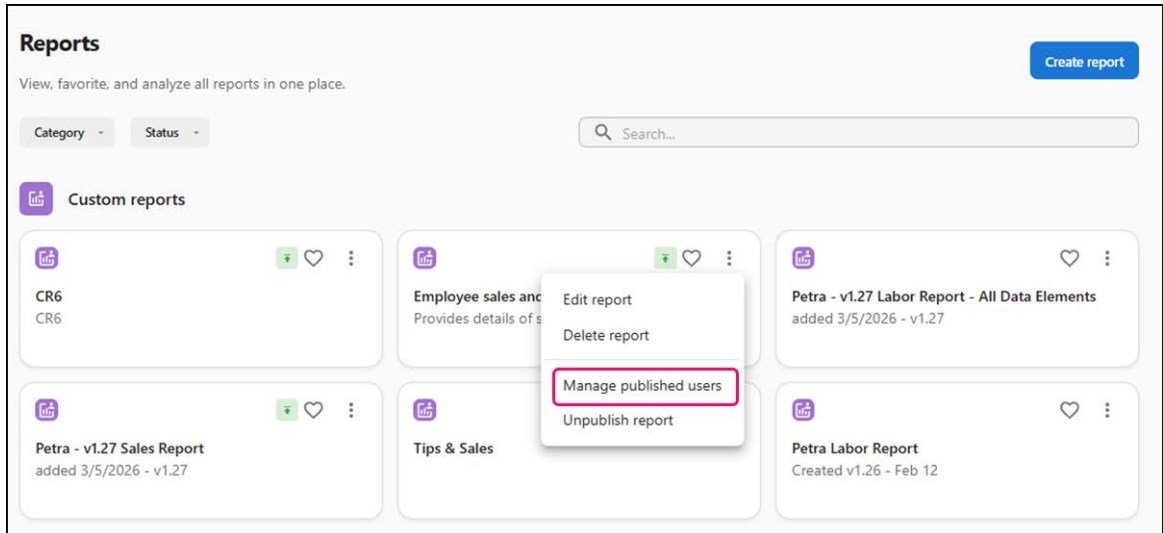 Reports
Create report
View, favorite, and analyze all reports in one place.
Category
Status
Search...
Custom reports
CR6
CR6
Employee sales and
Provides details of s
Edit report
Delete report
Manage published users
Unpublish report
Petra - v1.27 Labor Report - All Data Elements
added 3/5/2026 - v1.27
Petra - v1.27 Sales Report
added 3/5/2026 - v1.27
Tips & Sales
Petra Labor Report
Created v1.26 - Feb 12